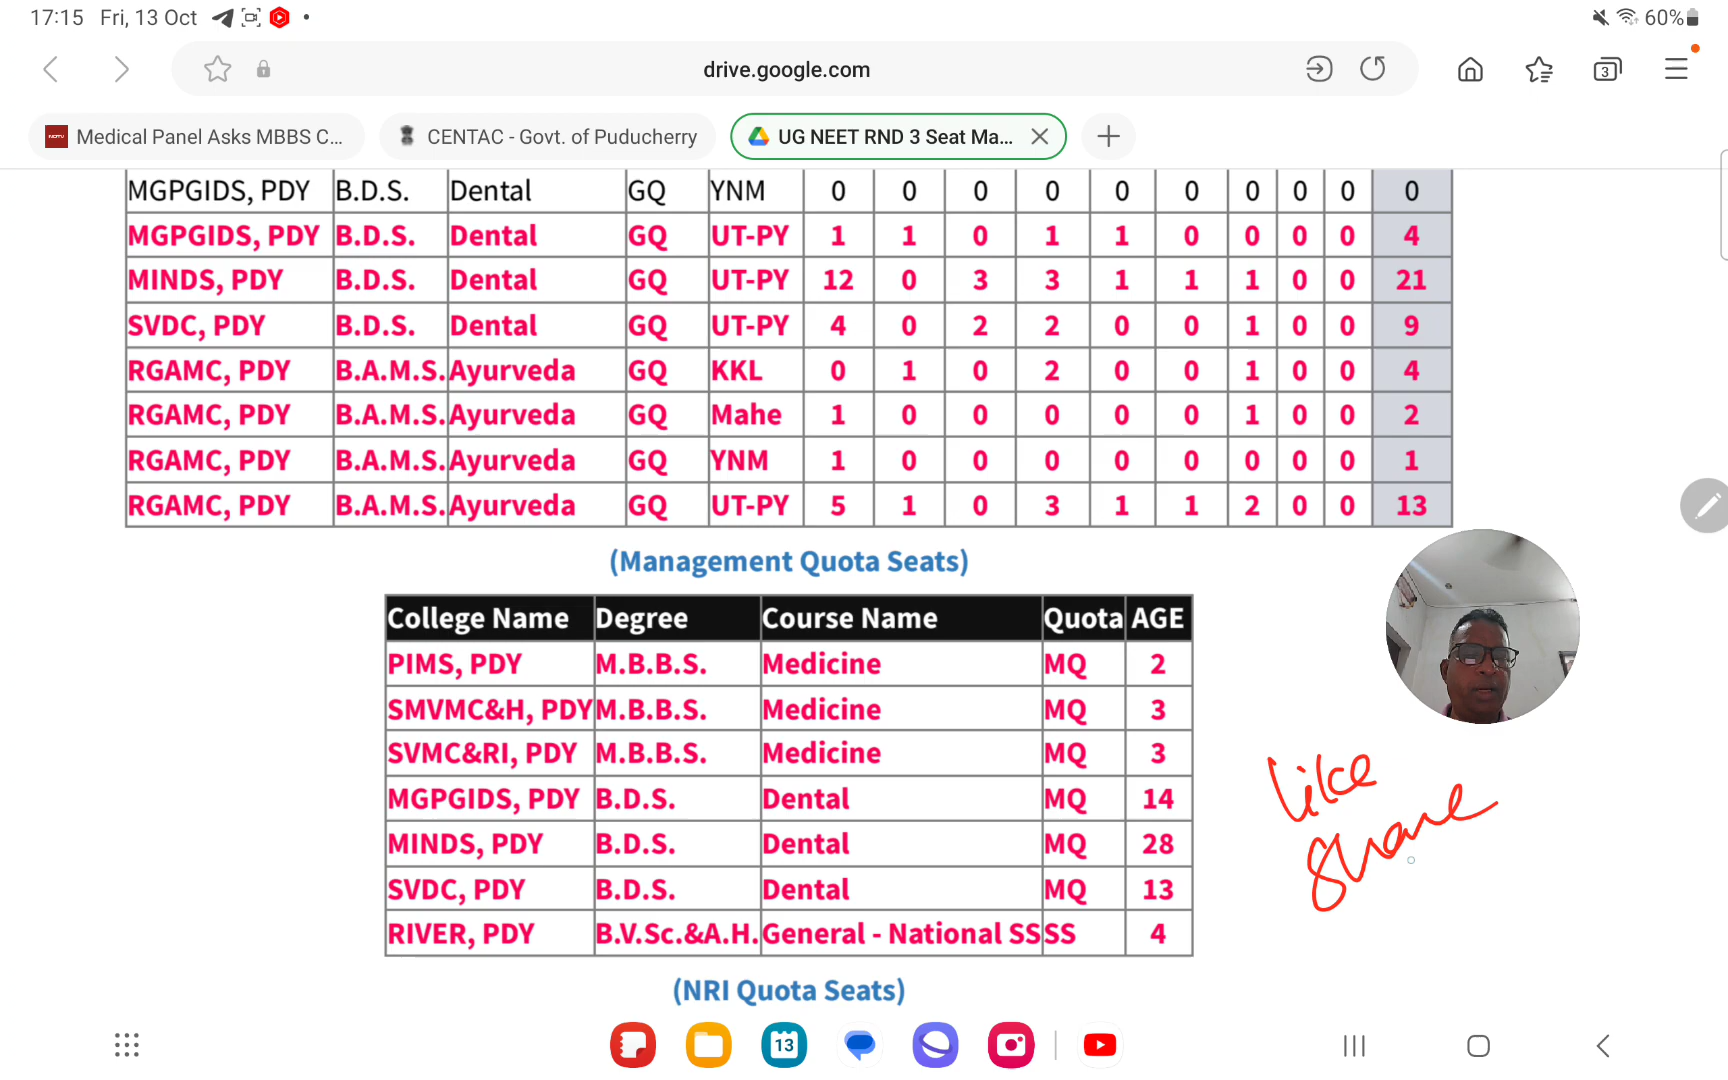 17:15 Fri, 13 Oct 60%
drive.google.com 3
Medical Panel Asks MBBS C... CENTAC - Govt. of Puducherry UG NEET RND 3 Seat Ma...
MGPGIDS, PDY B.D.S. Dental GQ YNM 0 0 0 0 0 0 0 0 0 0
MGPGIDS, PDY B.D.S. Dental GQ UT-PY 1 1 0 1 1 0 0 0 0 4
MINDS, PDY B.D.S. Dental GQ UT-PY 12 0 3 3 1 1 1 0 0 21
SVDC, PDY B.D.S. Dental GQ UT-PY 4 0 2 2 0 0 1 0 0 9
RGAMC, PDY B.A.M.S. Ayurveda GQ KKL 0 1 0 2 0 0 1 0 0 4
RGAMC, PDY B.A.M.S. Ayurveda GQ Mahe 1 0 0 0 0 0 1 0 0 2
RGAMC, PDY B.A.M.S. Ayurveda GQ YNM 1 0 0 0 0 0 0 0 0 1
RGAMC, PDY B.A.M.S. Ayurveda GQ UT-PY 5 1 0 3 1 1 2 0 0 13
(Management Quota Seats)
College Name Degree Course Name Quota AGE
PIMS, PDY M.B.B.S. Medicine MQ 2
SMVMC&H, PDY M.B.B.S. Medicine MQ 3
SVMC&RI, PDY M.B.B.S. Medicine MQ 3
MGPGIDS, PDY B.D.S. Dental MQ 14
MINDS, PDY B.D.S. Dental MQ 28
SVDC, PDY B.D.S. Dental MQ 13
RIVER, PDY B.V.Sc.&A.H. General - National SS SS 4
(NRI Quota Seats)
Like
Share
13